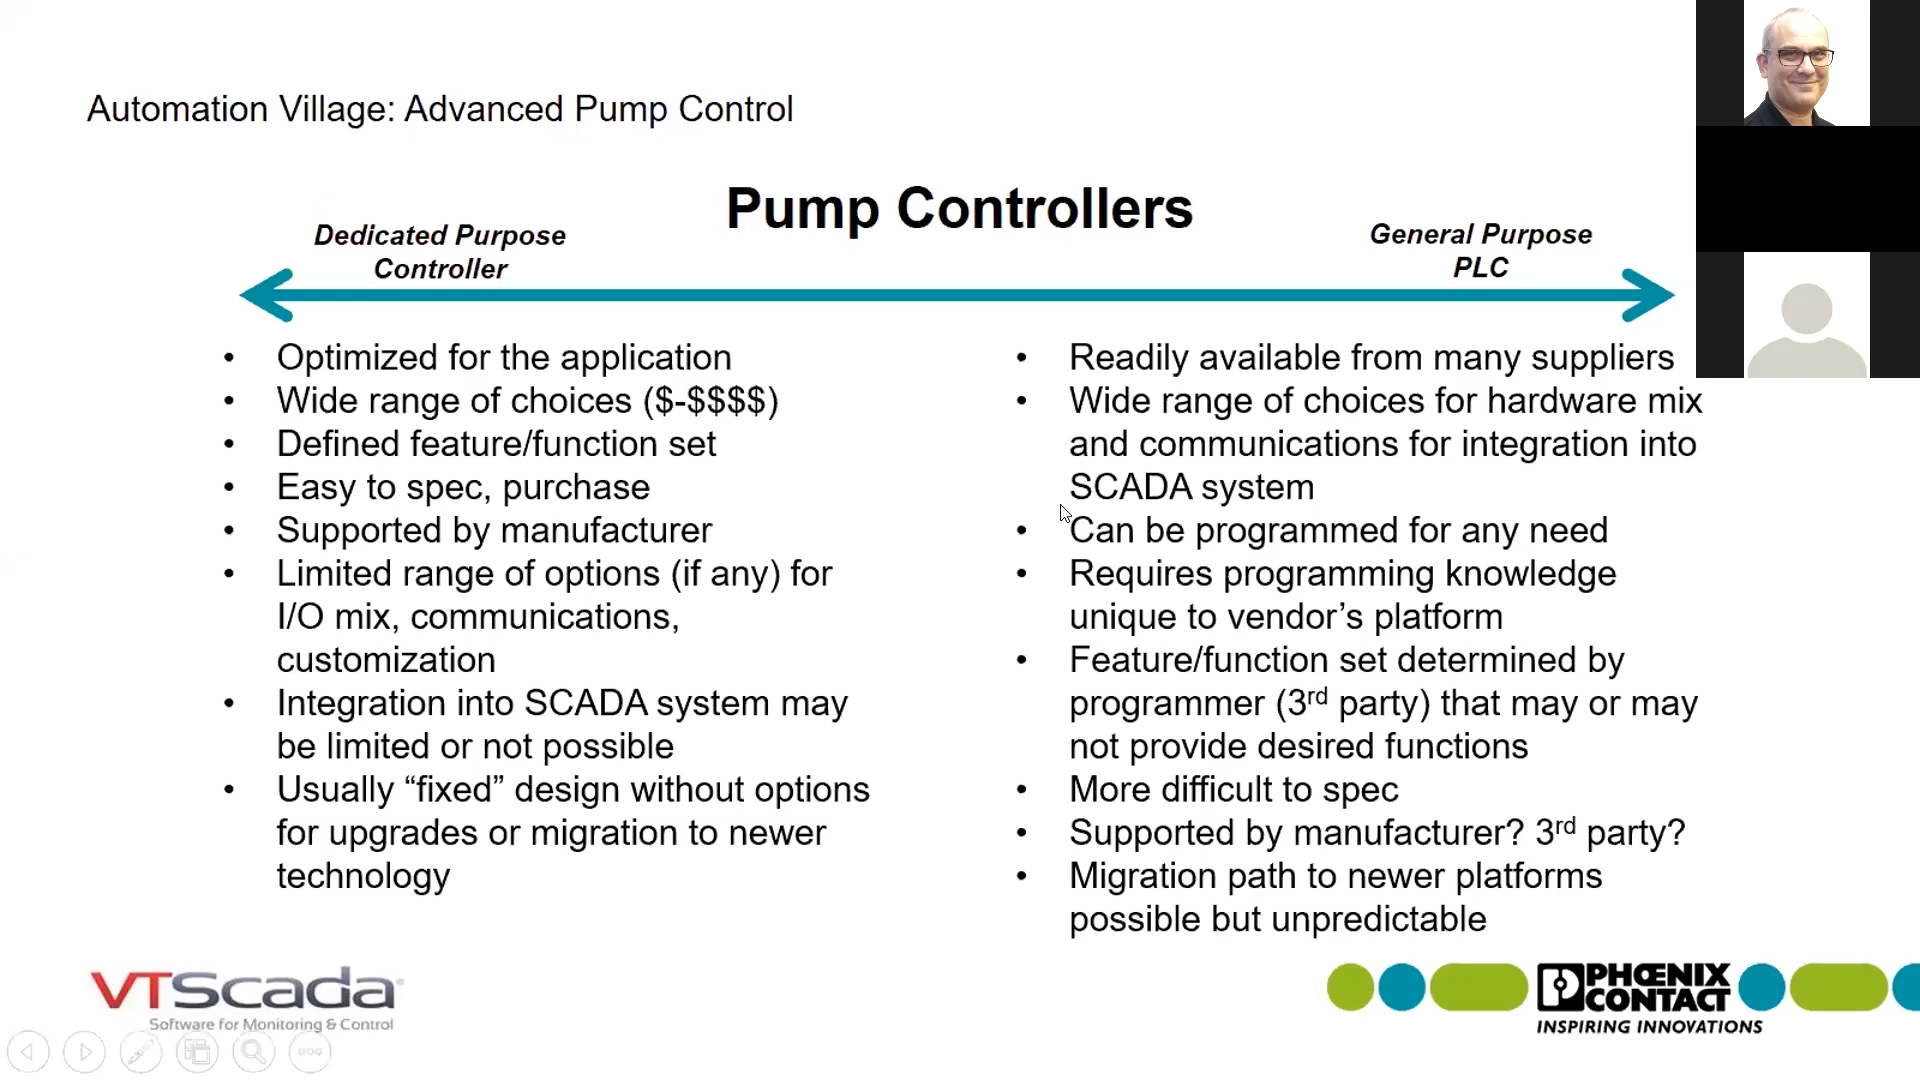 Automation Village: Advanced Pump Control
Pump Controllers
Dedicated Purpose
Controller
General Purpose
PLC
• Optimized for the application
• Wide range of choices ($-$$$$)
• Defined feature/function set
• Easy to spec, purchase
• Supported by manufacturer
• Limited range of options (if any) for
I/O mix, communications,
customization
• Integration into SCADA system may
be limited or not possible
• Usually “fixed” design without options
for upgrades or migration to newer
technology
• Readily available from many suppliers
• Wide range of choices for hardware mix
and communications for integration into
SCADA system
• Can be programmed for any need
• Requires programming knowledge
unique to vendor’s platform
• Feature/function set determined by
programmer (3rd party) that may or may
not provide desired functions
• More difficult to spec
• Supported by manufacturer? 3rd party?
• Migration path to newer platforms
possible but unpredictable
VTScada
Software for Monitoring & Control
PHŒNIX
CONTACT
INSPIRING INNOVATIONS